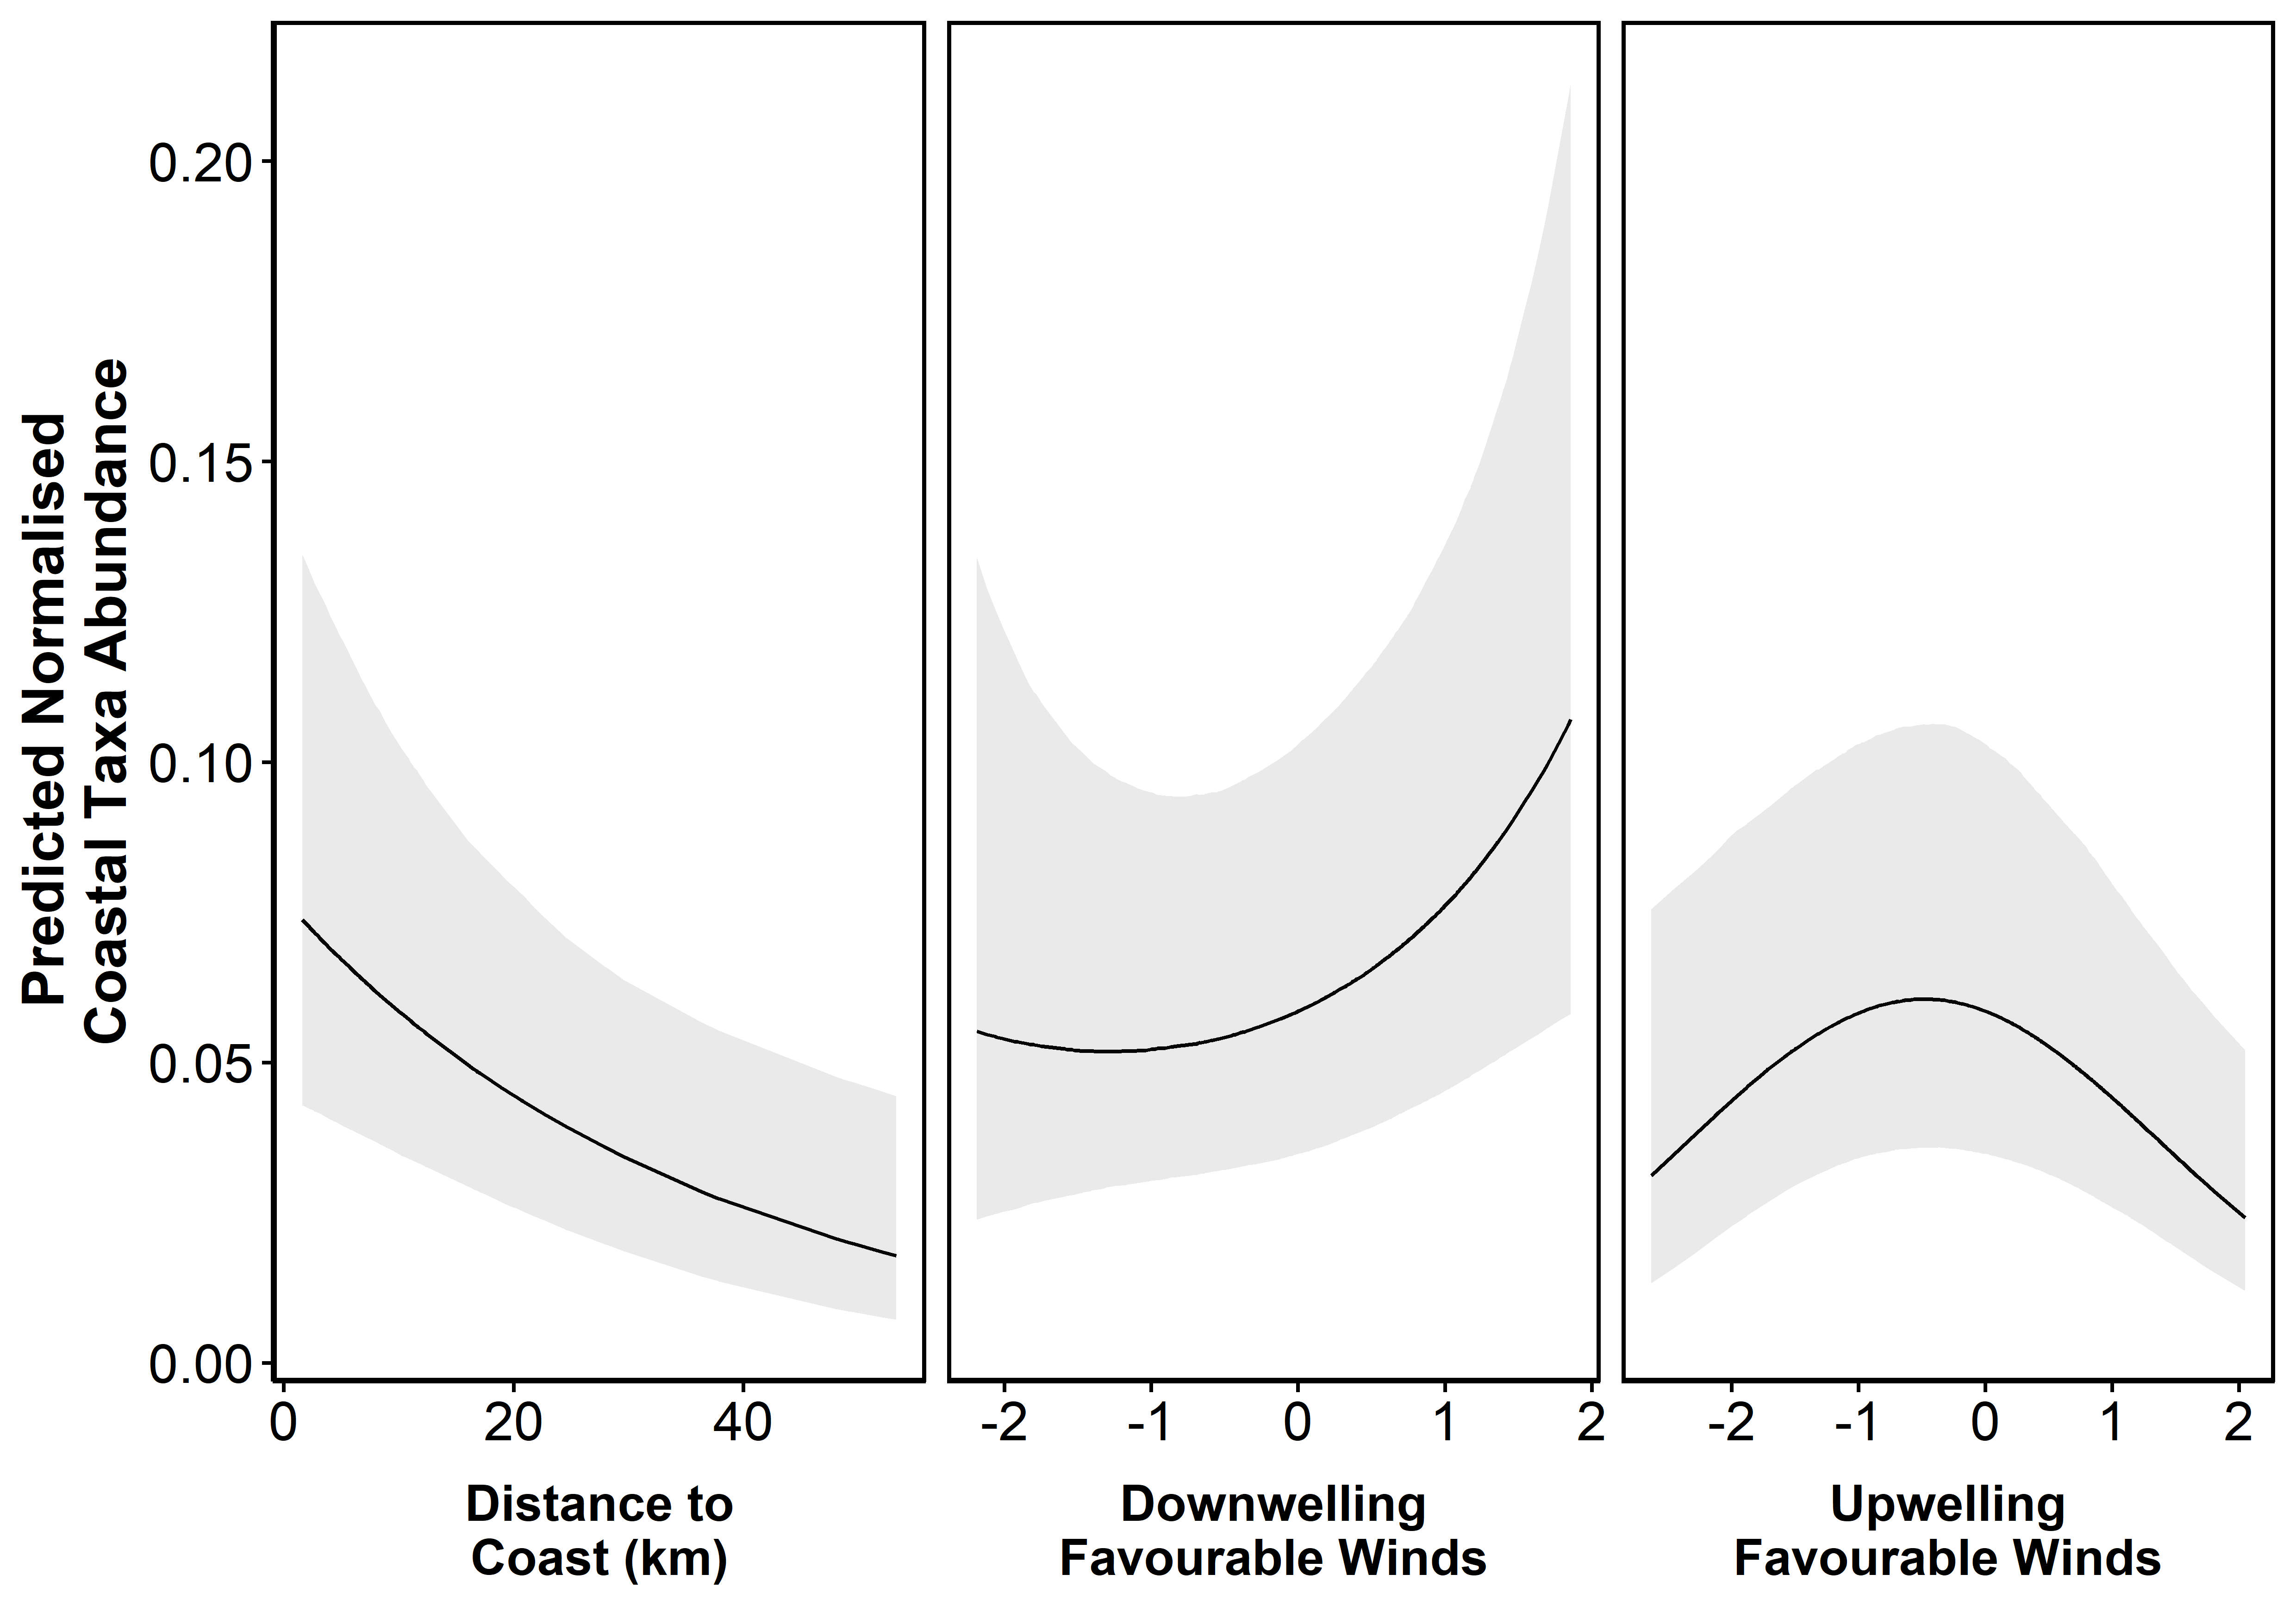 Predicted Normalised
Coastal Taxa Abundance
0.20
0.15
0.10
0.05
0.00
0 20 40
-2 -1 0 1 2
-2 -1 0 1 2
Distance to
Coast (km)
Downwelling
Favourable Winds
Upwelling
Favourable Winds